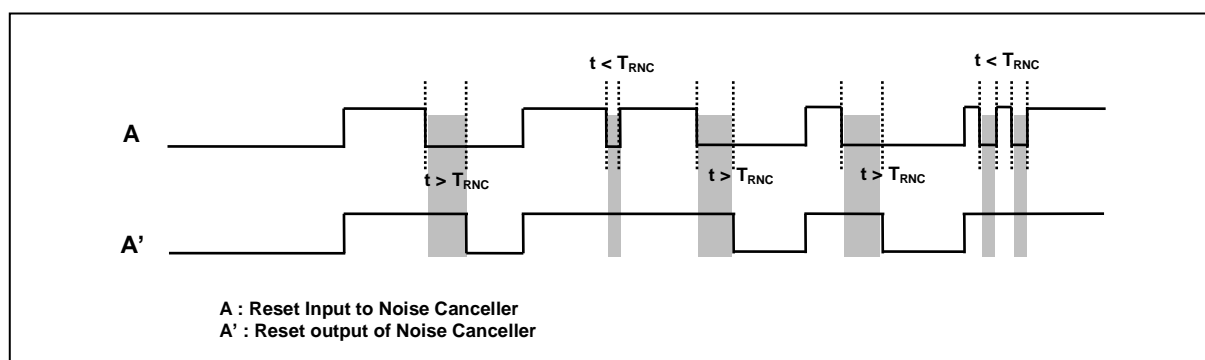 t < TRNC
t < TRNC
A
t > TRNC
t > TRNC
t > TRNC
A’
A : Reset Input to Noise Canceller
A’ : Reset output of Noise Canceller